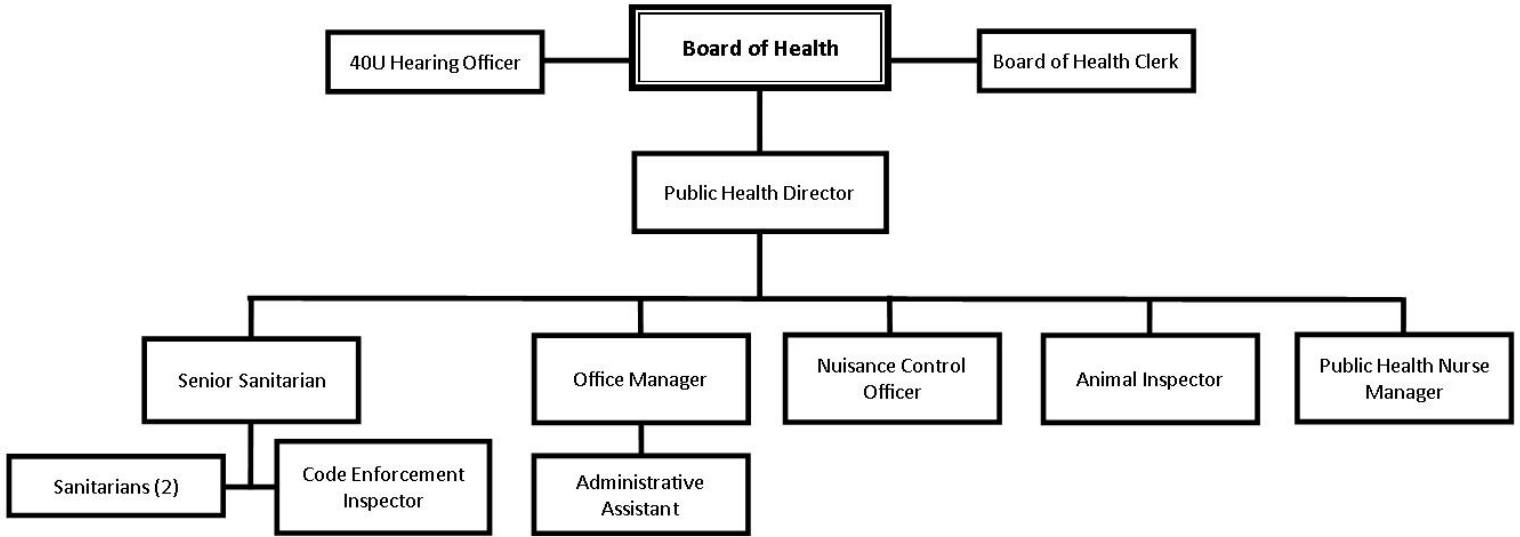 40U Hearing Officer
Board of Health
Board of Health Clerk
Public Health Director
Senior Sanitarian
Office Manager
Nuisance Control
Officer
Animal Inspector
Public Health Nurse
Manager
Sanitarians (2)
Code Enforcement
Inspector
Administrative
Assistant